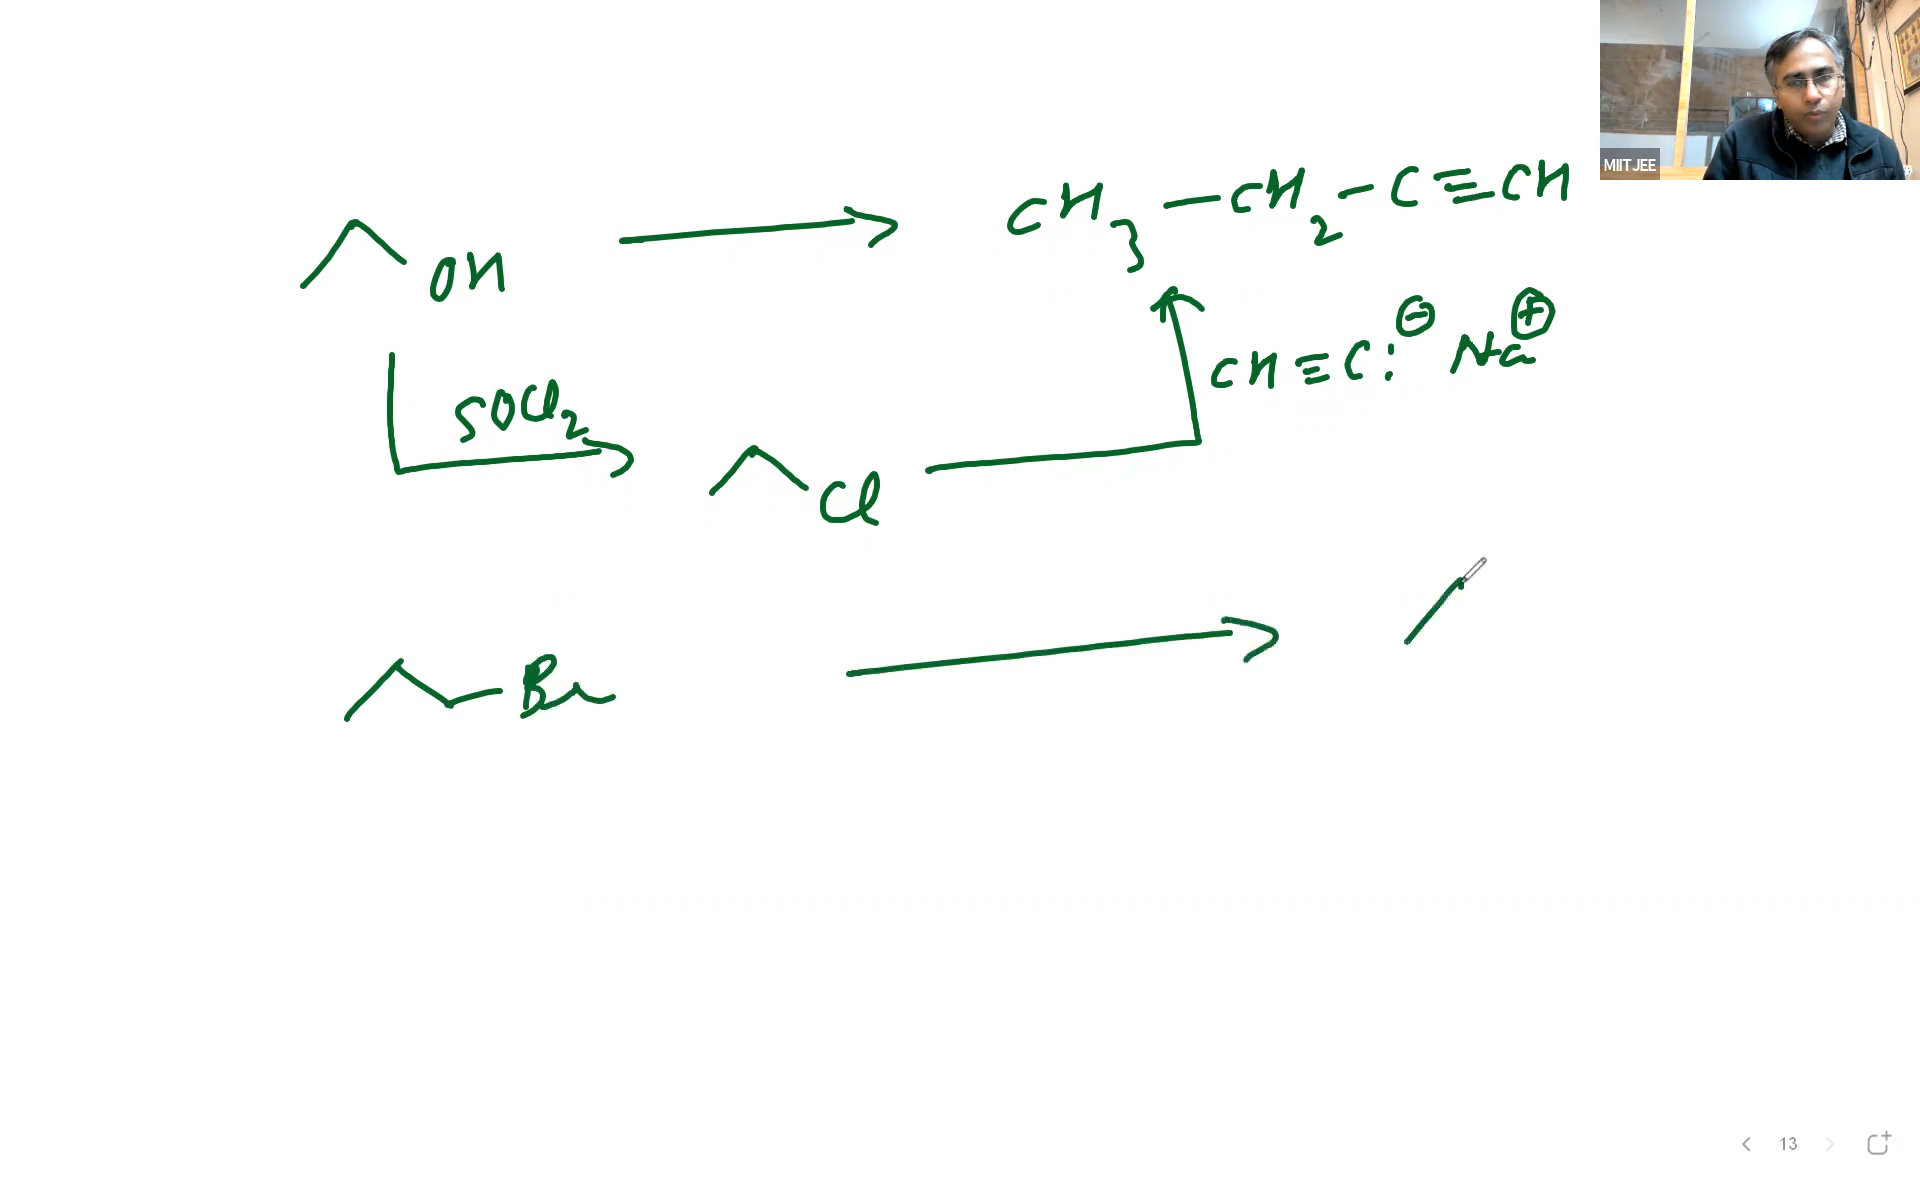 MIIT JEE
OH
CH3 - CH2 - C≡CH
CH≡C:⊖ Na⊕
SOCl2
Cl
Br
13